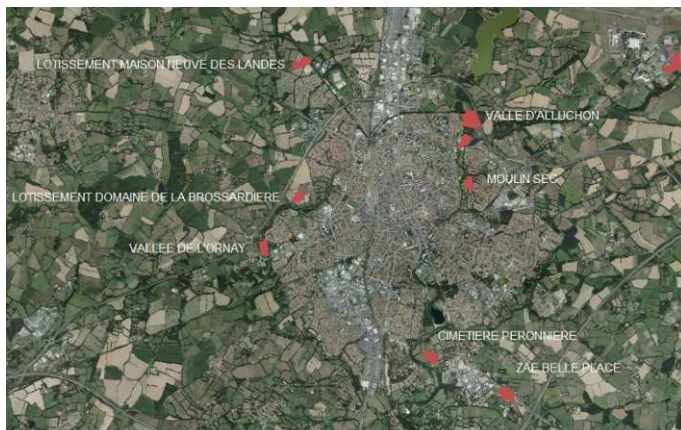 LOTISSEMENT MAISON NEUVE DES LANDES
VALLE D'ALLUCHON
MOULIN SEC
LOTISSEMENT DOMAINE DE LA BROSSARDIERE
VALLEE DE L'ORNAY
CIMETIERE PERONNIERE
ZAE BELLE PLACE